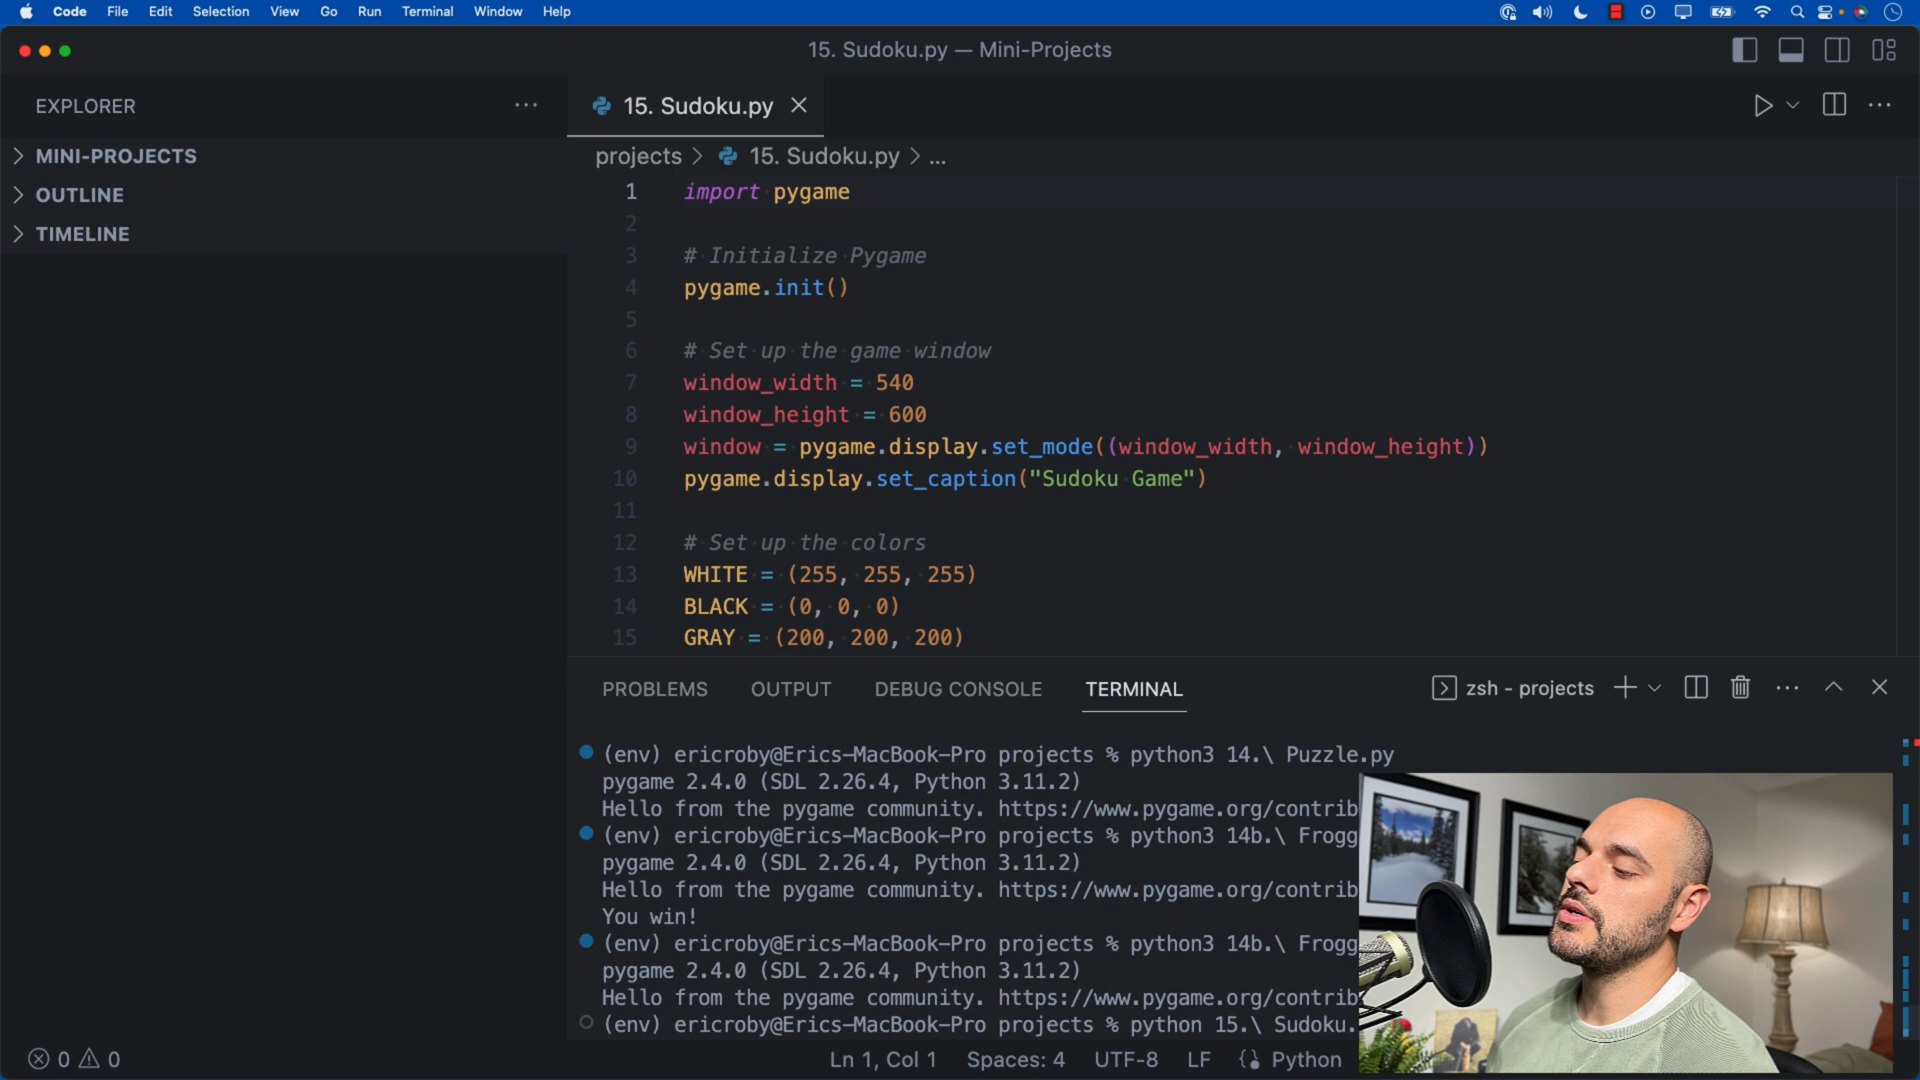 Code File Edit Selection View Go Run Terminal Window Help
15. Sudoku.py — Mini-Projects
EXPLORER
MINI-PROJECTS
OUTLINE
TIMELINE
15. Sudoku.py
projects > 15. Sudoku.py > ...
1 import pygame
2
3 # Initialize Pygame
4 pygame.init()
5
6 # Set up the game window
7 window_width = 540
8 window_height = 600
9 window = pygame.display.set_mode((window_width, window_height))
10 pygame.display.set_caption("Sudoku Game")
11
12 # Set up the colors
13 WHITE = (255, 255, 255)
14 BLACK = (0, 0, 0)
15 GRAY = (200, 200, 200)
PROBLEMS OUTPUT DEBUG CONSOLE TERMINAL zsh - projects
(env) ericroby@Erics-MacBook-Pro projects % python3 14.\ Puzzle.py
pygame 2.4.0 (SDL 2.26.4, Python 3.11.2)
Hello from the pygame community. https://www.pygame.org/contrib
(env) ericroby@Erics-MacBook-Pro projects % python3 14b.\ Frogg
pygame 2.4.0 (SDL 2.26.4, Python 3.11.2)
Hello from the pygame community. https://www.pygame.org/contrib
You win!
(env) ericroby@Erics-MacBook-Pro projects % python3 14b.\ Frogg
pygame 2.4.0 (SDL 2.26.4, Python 3.11.2)
Hello from the pygame community. https://www.pygame.org/contrib
(env) ericroby@Erics-MacBook-Pro projects % python 15.\ Sudoku.
0 0 Ln 1, Col 1 Spaces: 4 UTF-8 LF Python